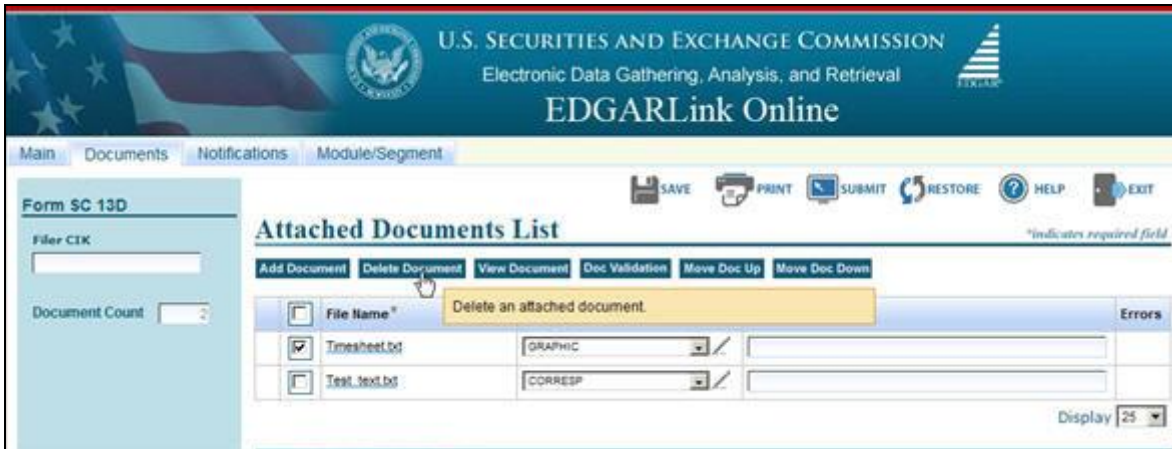 U.S. SECURITIES AND EXCHANGE COMMISSION
Electronic Data Gathering, Analysis, and Retrieval
EDGAR
EDGARLink Online
Main Documents Notifications Module/Segment
SAVE PRINT SUBMIT RESTORE HELP EXIT
Form SC 13D
Attached Documents List
*indicates required field
Filer CIK
Add Document Delete Document View Document Doc Validation Move Doc Up Move Doc Down
Delete an attached document.
Document Count 2
File Name* Errors
Timesheet.txt GRAPHIC
Test_text.txt CORRESP
Display 25